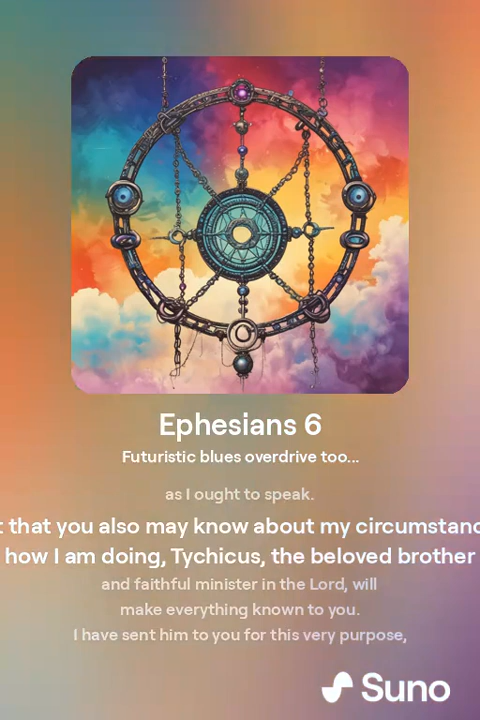 Ephesians 6
Futuristic blues overdrive too...
as I ought to speak.
that you also may know about my
how I am doing, Tychicus, the beloved brother
and faithful minister in the Lord, will
make everything known to you.
I have sent him to you for this very purpose,
Suno